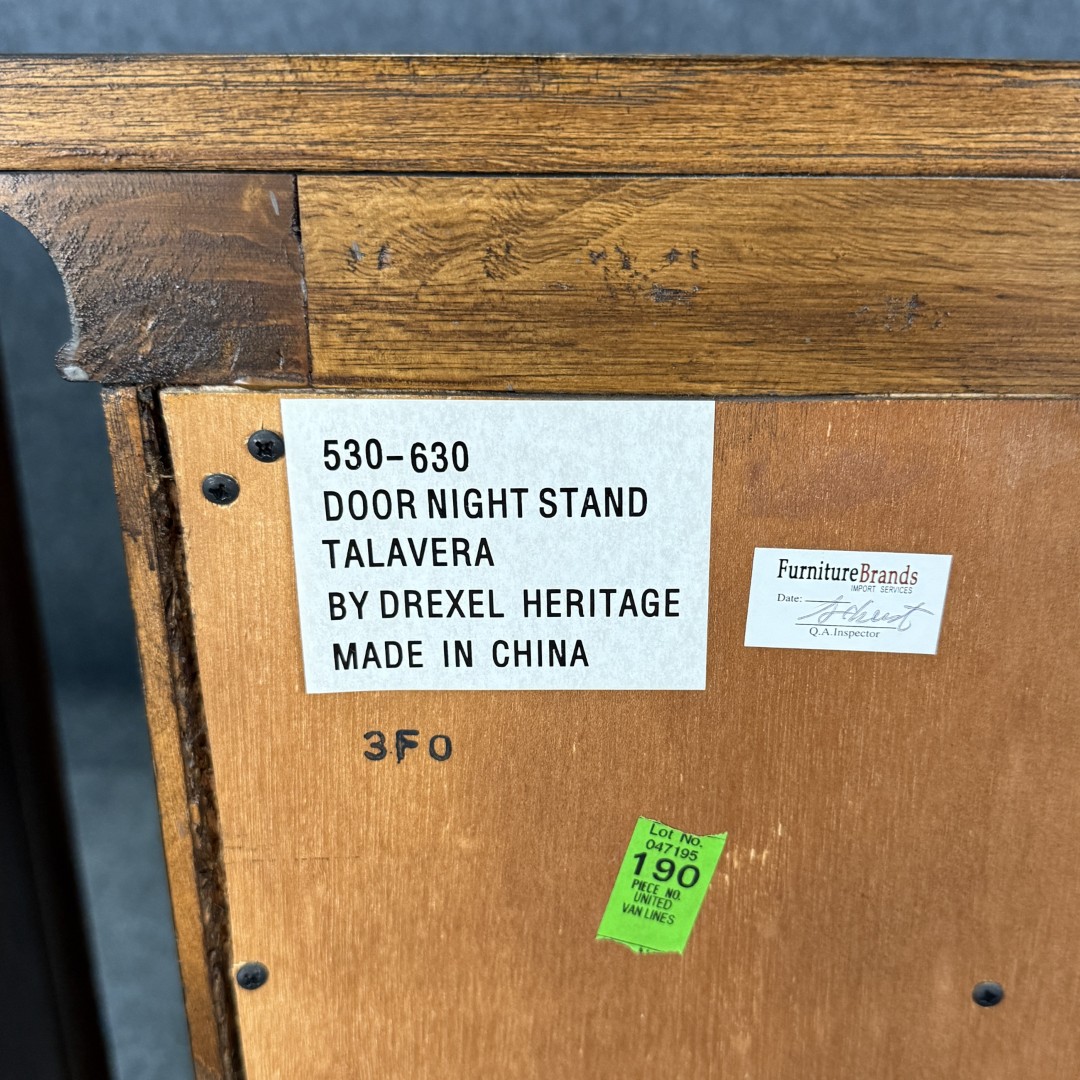 530-630
DOOR NIGHT STAND
TALAVERA
BY DREXEL HERITAGE
MADE IN CHINA
FurnitureBrands
IMPORT SERVICES
Date:
Q.A.Inspector
3F0
Lot No.
047195
190
PIECE NO.
UNITED
VAN LINES